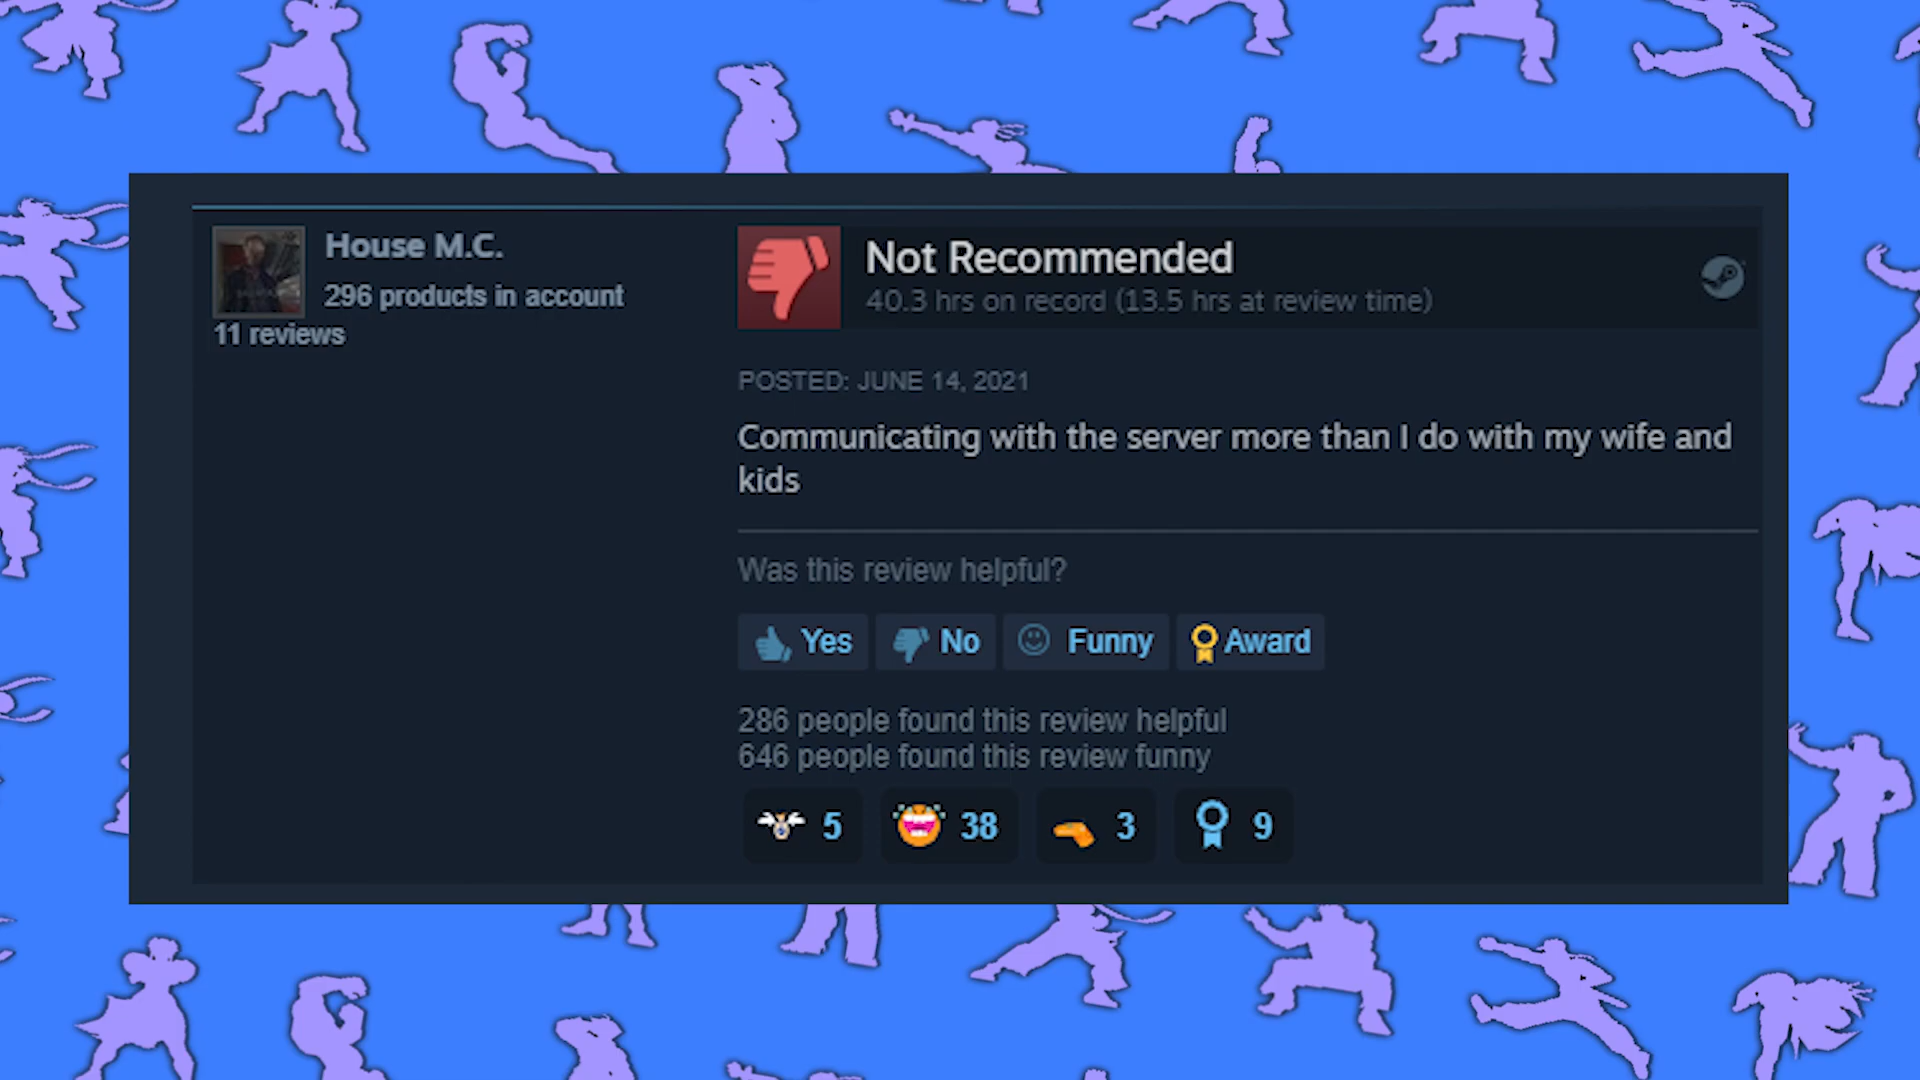 House M.C.
296 products in account
11 reviews
Not Recommended
40.3 hrs on record (13.5 hrs at review time)
POSTED: JUNE 14, 2021
Communicating with the server more than I do with my wife and
kids
Was this review helpful?
Yes No Funny Award
286 people found this review helpful
646 people found this review funny
5 38 3 9